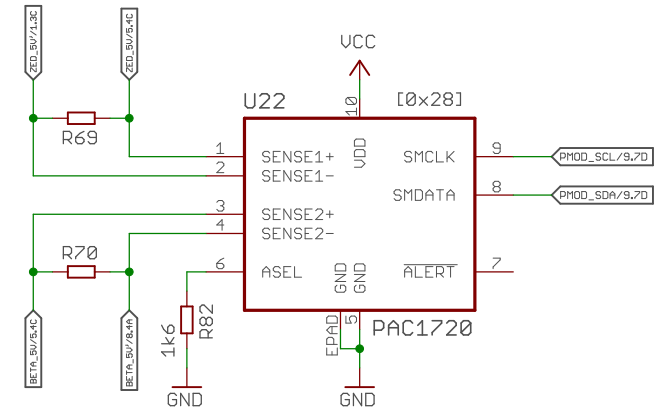 ZED_5V'/1.3C
ZED_5V/5.4C
VCC
U22
[0x28]
10
R69
1
SENSE1+
VDD
SMCLK
9
PMOD_SCL/9.7D
2
SENSE1-
SMDATA
8
PMOD_SDA/9.7D
3
SENSE2+
4
SENSE2-
R70
6
ASEL
GND
GND
ALERT
7
1k6
R82
EPAD
5
PAC1720
BETA_5V/5.4C
BETA_5V'/8.4A
GND
GND